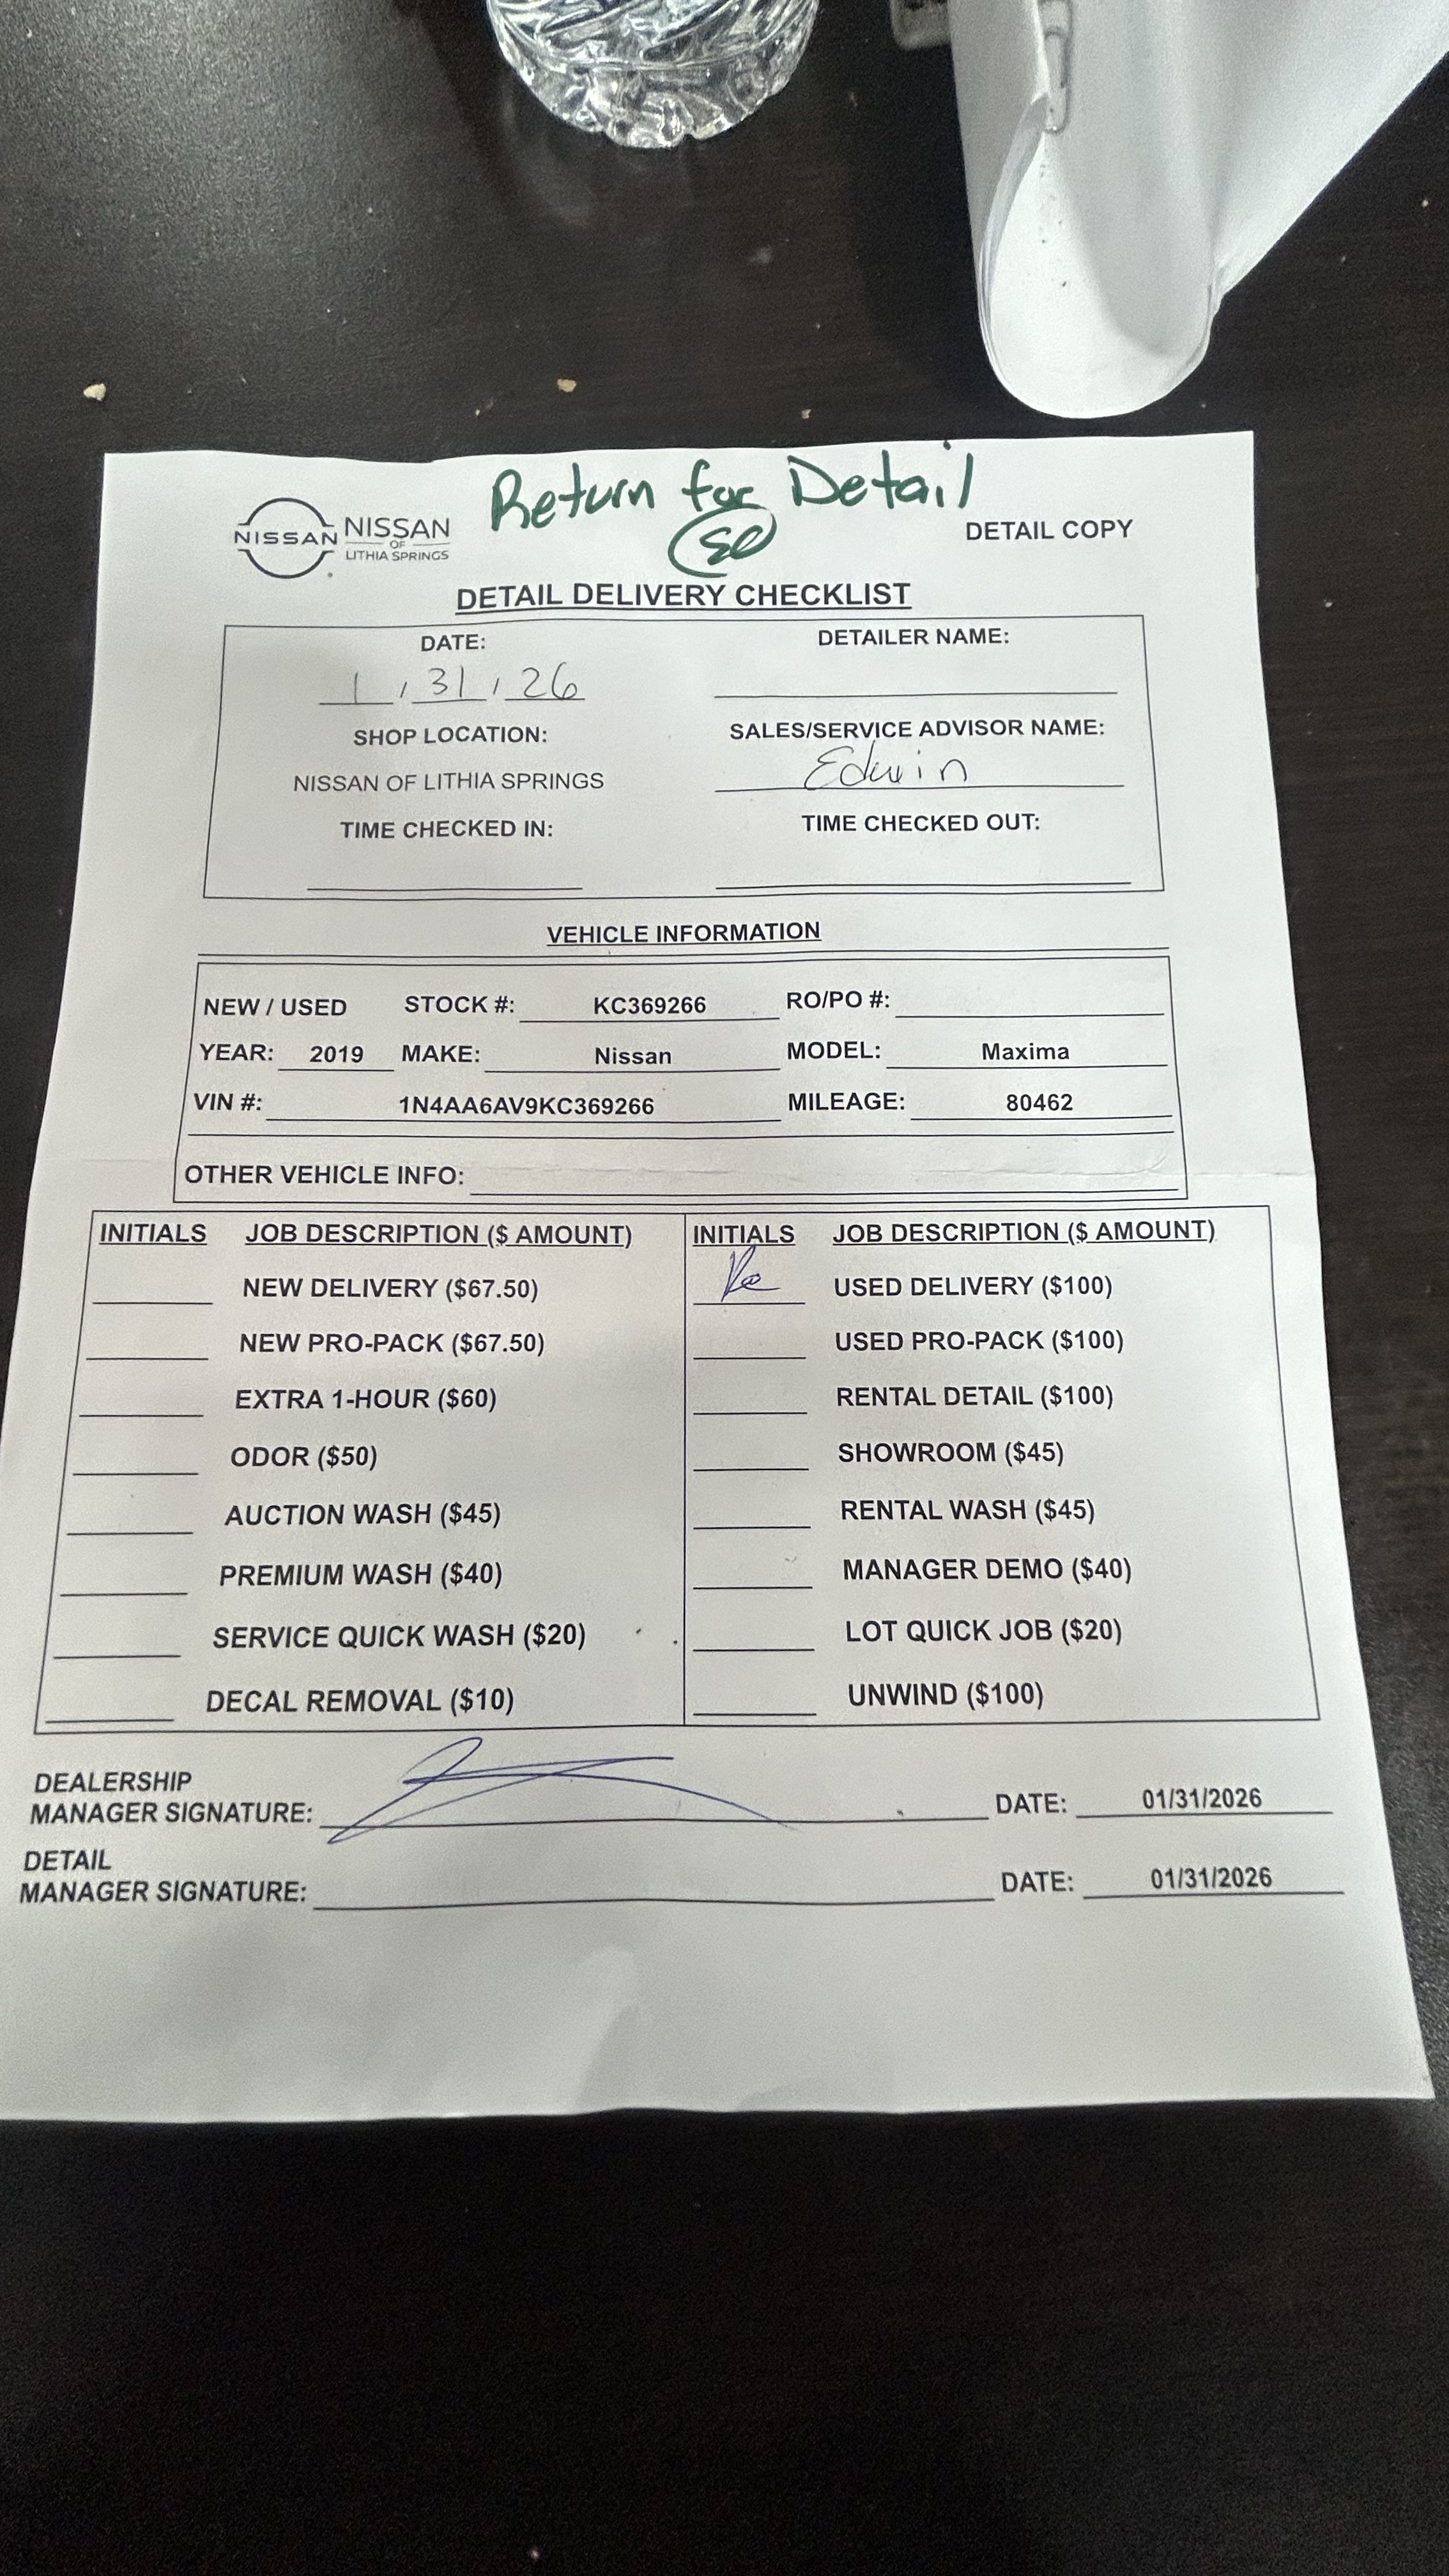 Return for Detail
NISSAN NISSAN OF LITHIA SPRINGS
DETAIL COPY
DETAIL DELIVERY CHECKLIST
DATE: DETAILER NAME:
1 / 31 / 26
SHOP LOCATION: SALES/SERVICE ADVISOR NAME:
NISSAN OF LITHIA SPRINGS Edwin
TIME CHECKED IN: TIME CHECKED OUT:
VEHICLE INFORMATION
NEW / USED STOCK #: KC369266 RO/PO #:
YEAR: 2019 MAKE: Nissan MODEL: Maxima
VIN #: 1N4AA6AV9KC369266 MILEAGE: 80462
OTHER VEHICLE INFO:
INITIALS JOB DESCRIPTION ($ AMOUNT) INITIALS JOB DESCRIPTION ($ AMOUNT)
NEW DELIVERY ($67.50) USED DELIVERY ($100)
NEW PRO-PACK ($67.50) USED PRO-PACK ($100)
EXTRA 1-HOUR ($60) RENTAL DETAIL ($100)
ODOR ($50) SHOWROOM ($45)
AUCTION WASH ($45) RENTAL WASH ($45)
PREMIUM WASH ($40) MANAGER DEMO ($40)
SERVICE QUICK WASH ($20) LOT QUICK JOB ($20)
DECAL REMOVAL ($10) UNWIND ($100)
DEALERSHIP
MANAGER SIGNATURE: DATE: 01/31/2026
DETAIL
MANAGER SIGNATURE: DATE: 01/31/2026